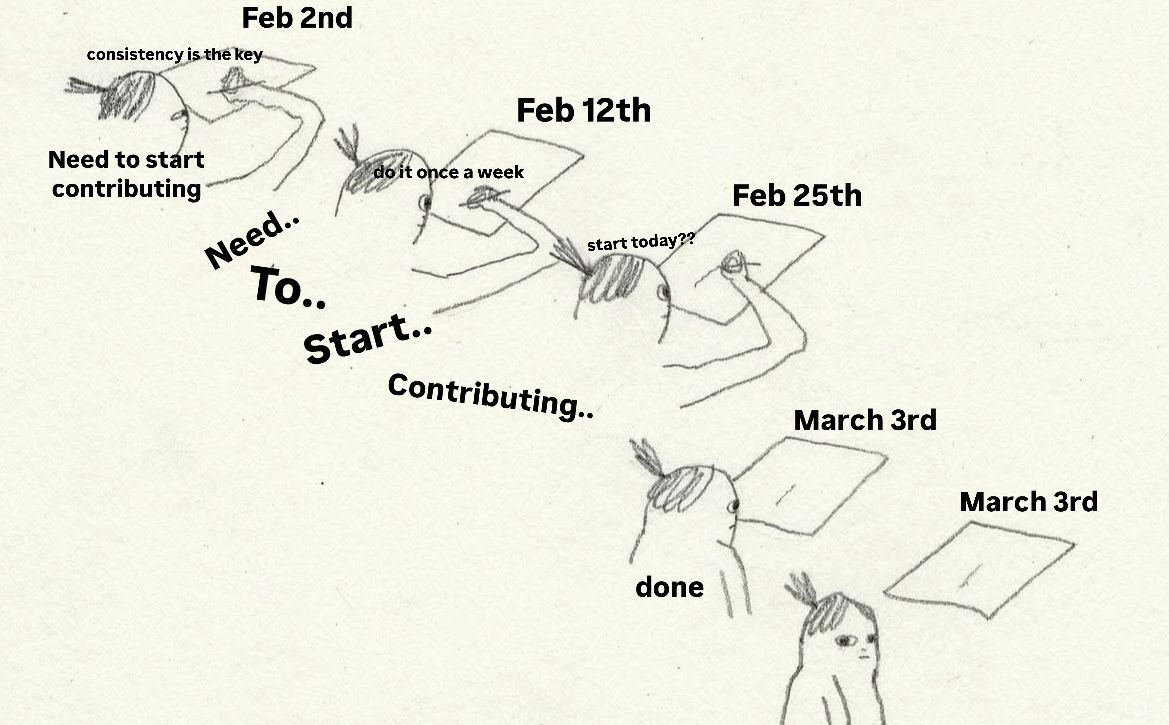 Feb 2nd
consistency is the key
Need to start
contributing
Feb 12th
do it once a week
Need..
To..
Start..
Contributing..
Feb 25th
start today??
March 3rd
done
March 3rd